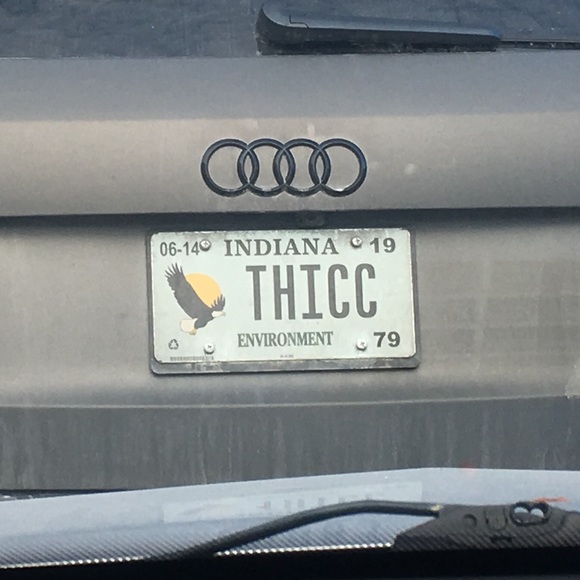 06-14 INDIANA 19
THICC
ENVIRONMENT 79